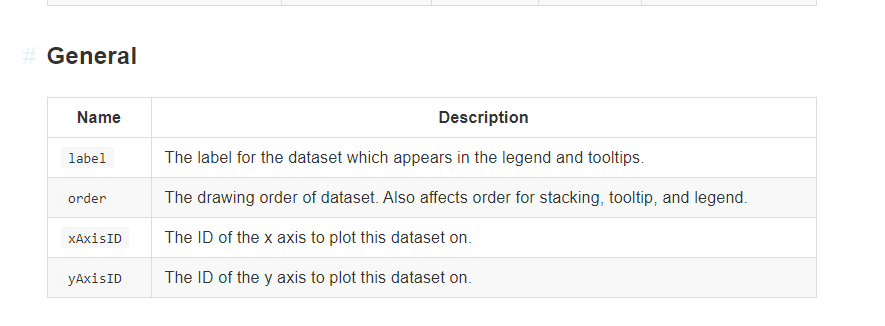 # General
Name Description
label The label for the dataset which appears in the legend and tooltips.
order The drawing order of dataset. Also affects order for stacking, tooltip, and legend.
xAxisID The ID of the x axis to plot this dataset on.
yAxisID The ID of the y axis to plot this dataset on.